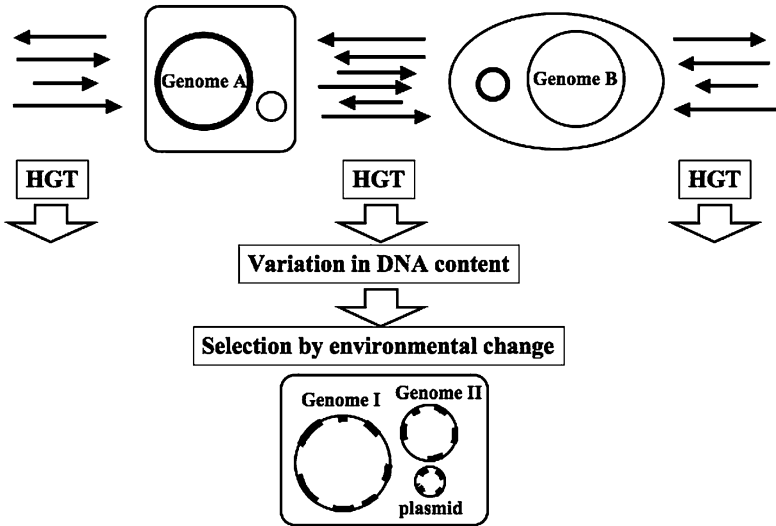 Genome A
Genome B
HGT
HGT
HGT
Variation in DNA content
Selection by environmental change
Genome I
Genome II
plasmid